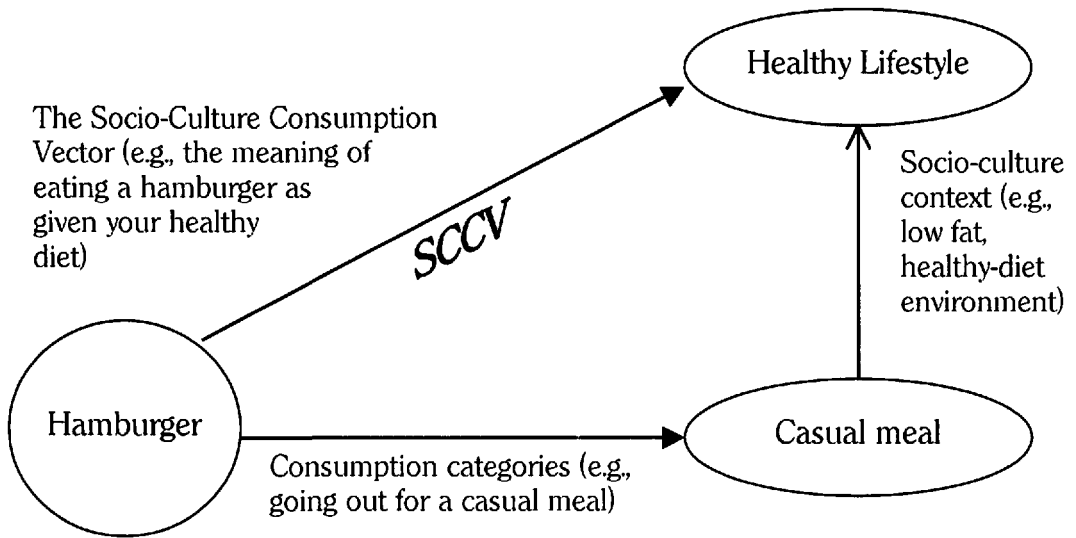 Healthy Lifestyle
The Socio-Culture Consumption
Vector (e.g., the meaning of
eating a hamburger as
given your healthy
diet)
SCCV
Socio-culture
context (e.g.,
low fat,
healthy-diet
environment)
Hamburger
Casual meal
Consumption categories (e.g.,
going out for a casual meal)